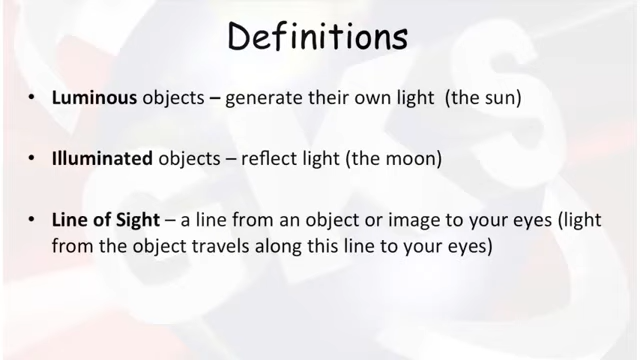 Definitions
• Luminous objects – generate their own light (the sun)
• Illuminated objects – reflect light (the moon)
• Line of Sight – a line from an object or image to your eyes (light
from the object travels along this line to your eyes)
GKS